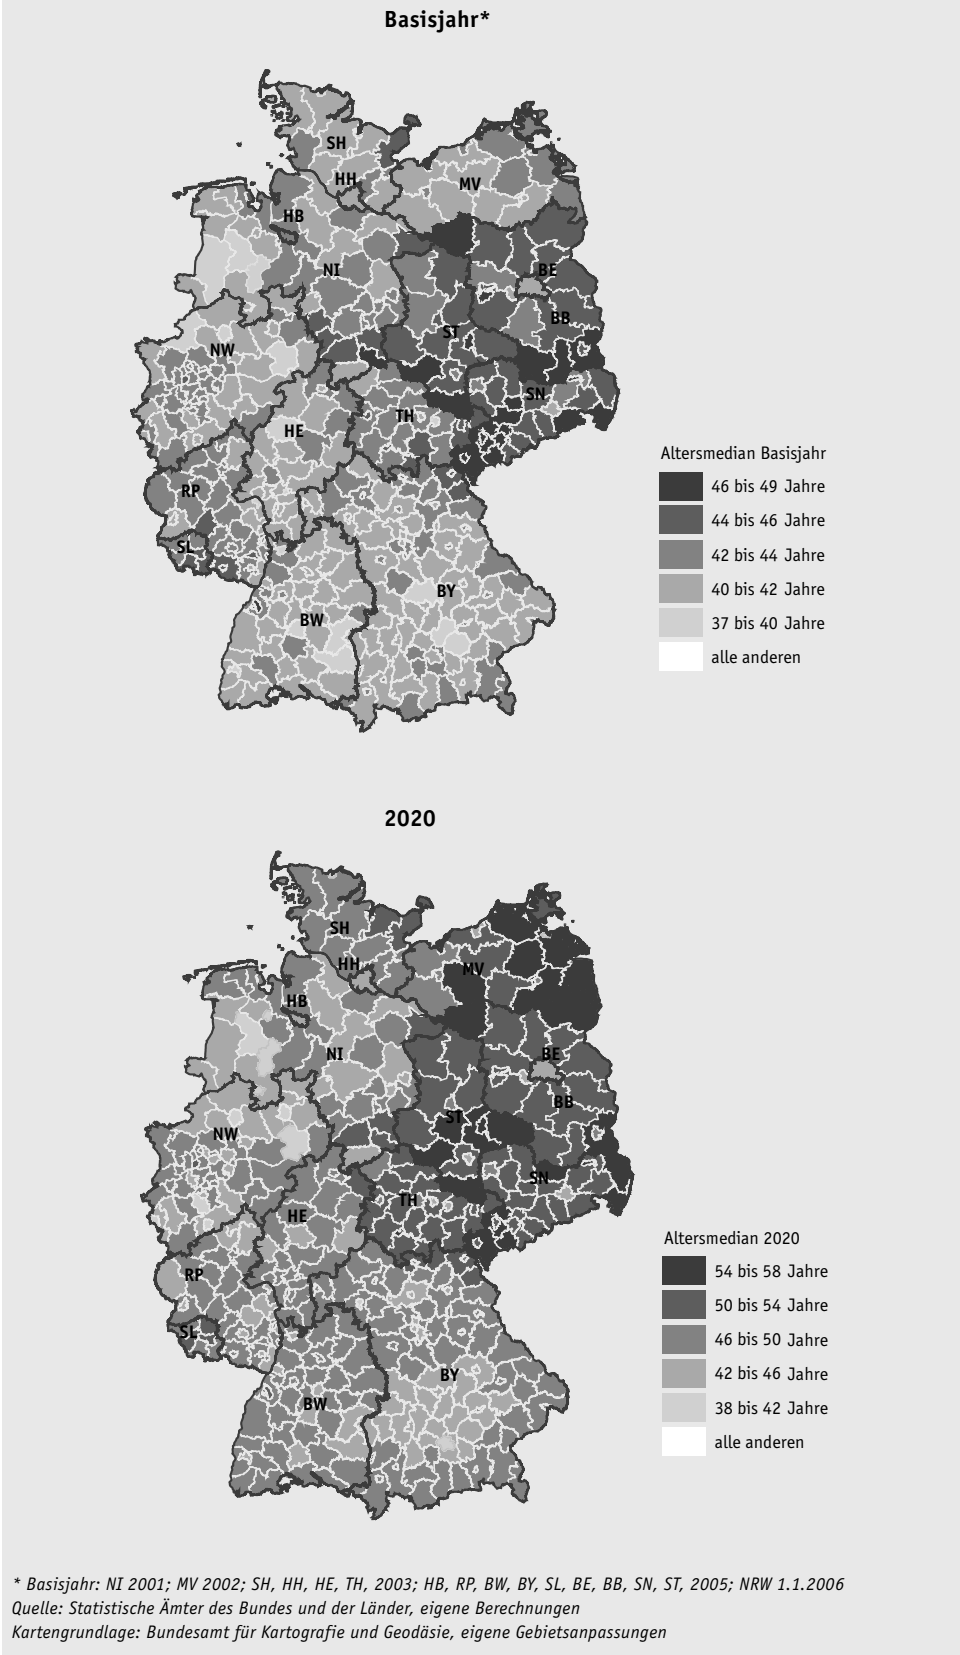 Basisjahr*
SH
HH
MV
HB
NI
BE
BB
ST
NW
SN
TH
HE
RP
SL
BY
BW
Altersmedian Basisjahr
46 bis 49 Jahre
44 bis 46 Jahre
42 bis 44 Jahre
40 bis 42 Jahre
37 bis 40 Jahre
alle anderen
2020
SH
HH
MV
HB
NI
BE
BB
ST
NW
SN
TH
HE
RP
SL
BY
BW
Altersmedian 2020
54 bis 58 Jahre
50 bis 54 Jahre
46 bis 50 Jahre
42 bis 46 Jahre
38 bis 42 Jahre
alle anderen
* Basisjahr: NI 2001; MV 2002; SH, HH, HE, TH, 2003; HB, RP, BW, BY, SL, BE, BB, SN, ST, 2005; NRW 1.1.2006
Quelle: Statistische Ämter des Bundes und der Länder, eigene Berechnungen
Kartengrundlage: Bundesamt für Kartografie und Geodäsie, eigene Gebietsanpassungen